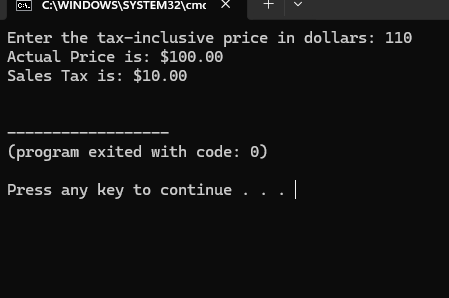 C:\WINDOWS\SYSTEM32\cmd
Enter the tax-inclusive price in dollars: 110
Actual Price is: $100.00
Sales Tax is: $10.00
------------------
(program exited with code: 0)
Press any key to continue . . .